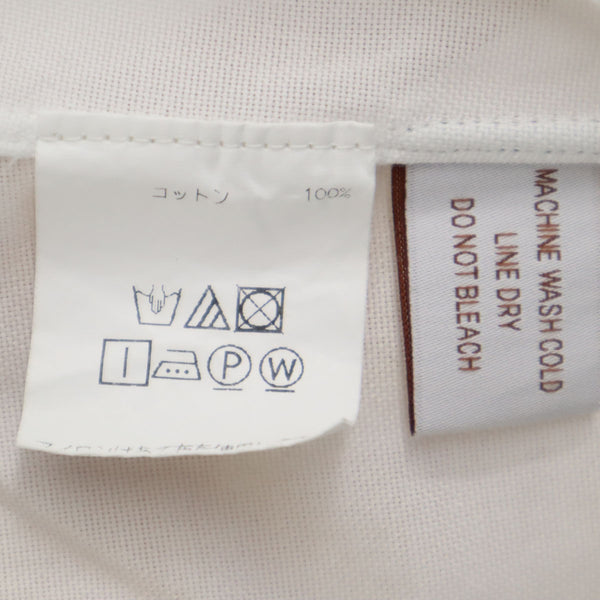 コットン 100%
P W
MACHINE WASH COLD
LINE DRY
DO NOT BLEACH